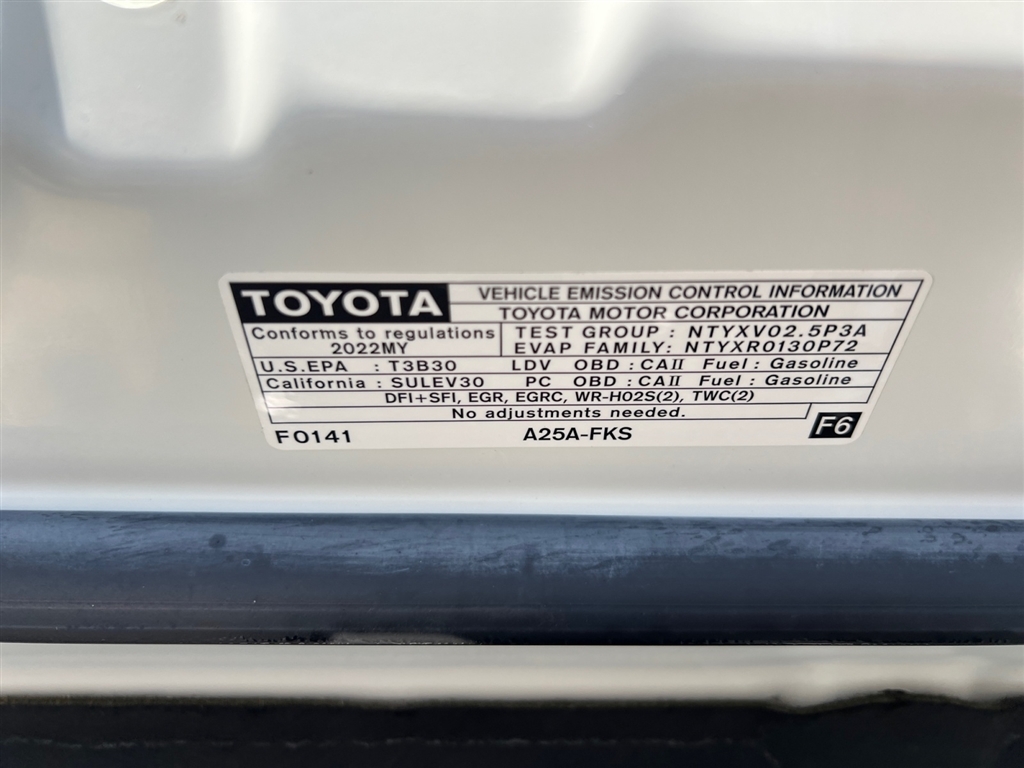 TOYOTA
VEHICLE EMISSION CONTROL INFORMATION
TOYOTA MOTOR CORPORATION
Conforms to regulations
2022MY
TEST GROUP : NTYXV02.5P3A
EVAP FAMILY: NTYXR0130P72
U.S.EPA : T3B30 LDV OBD : CAII Fuel : Gasoline
California : SULEV30 PC OBD : CAII Fuel : Gasoline
DFI+SFI, EGR, EGRC, WR-HO2S(2), TWC(2)
No adjustments needed.
F0141 A25A-FKS F6